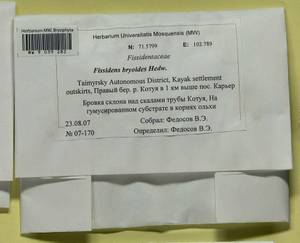 Herbarium MW, Bryophyta
Herbarium Universitatis Mosquensis (MW)
N: 71.5799 E: 102.789
Fissidentaceae
Fissidens bryoides Hedw.
Taimyrsky Autonomous District, Kayak settlement
outskirts, Правый бер. р. Котуя в 1 км выше пос. Карьер
Бровка склона над скалами трубы Котуя, На
гумусированном субстрате в корнях ольхи
23.08.07 Собрал: Федосов В.Э.
№ 07-170 Определил: Федосов В.Э.